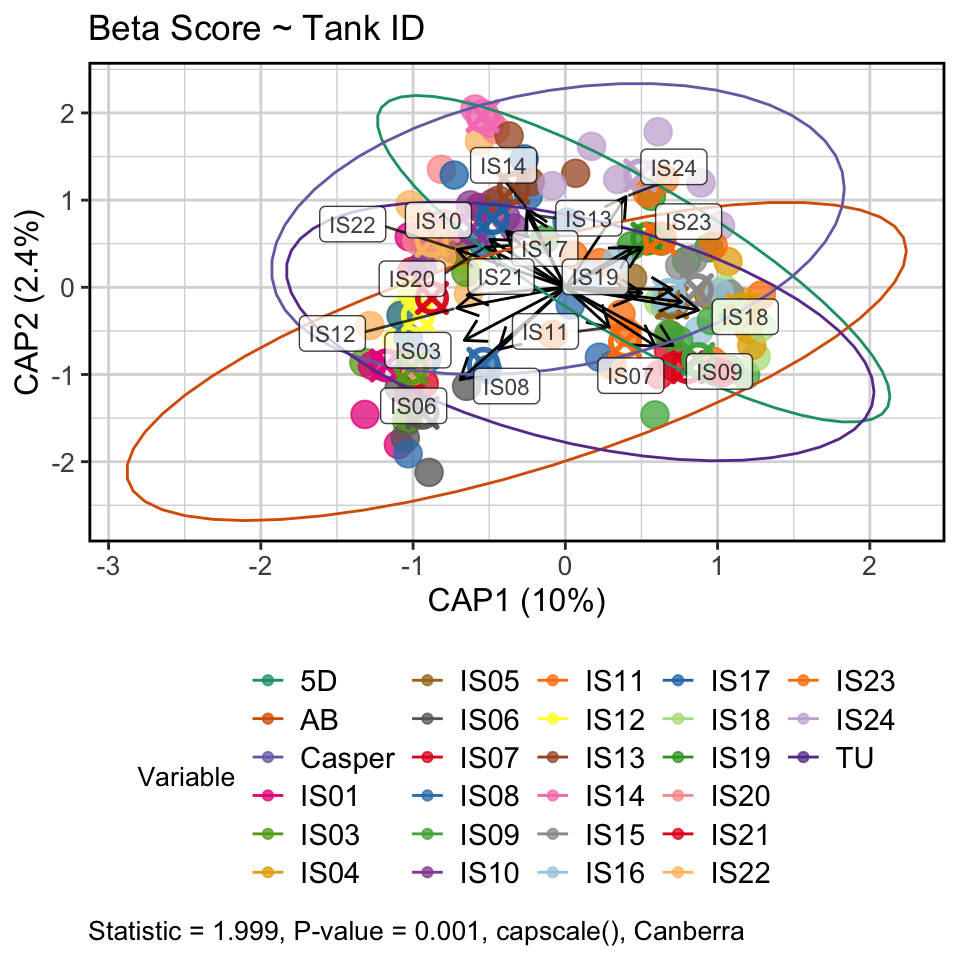 Beta Score ~ Tank ID
CAP2 (2.4%)
2
1
0
-1
-2
IS14
IS24
IS22
IS10
IS13
IS23
IS17
IS20
IS21
IS19
IS12
IS11
IS18
IS03
IS08
IS07
IS09
IS06
-3 -2 -1 0 1 2
CAP1 (10%)
Variable
5D IS05 IS11 IS17 IS23
AB IS06 IS12 IS18 IS24
Casper IS07 IS13 IS19 TU
IS01 IS08 IS14 IS20
IS03 IS09 IS15 IS21
IS04 IS10 IS16 IS22
Statistic = 1.999, P-value = 0.001, capscale(), Canberra